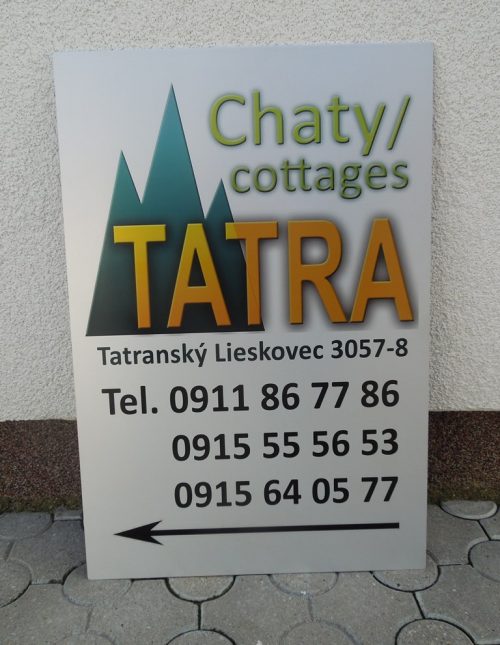 Chaty/
cottages
TATRA
Tatranský Lieskovec 3057-8
Tel. 0911 86 77 86
0915 55 56 53
0915 64 05 77